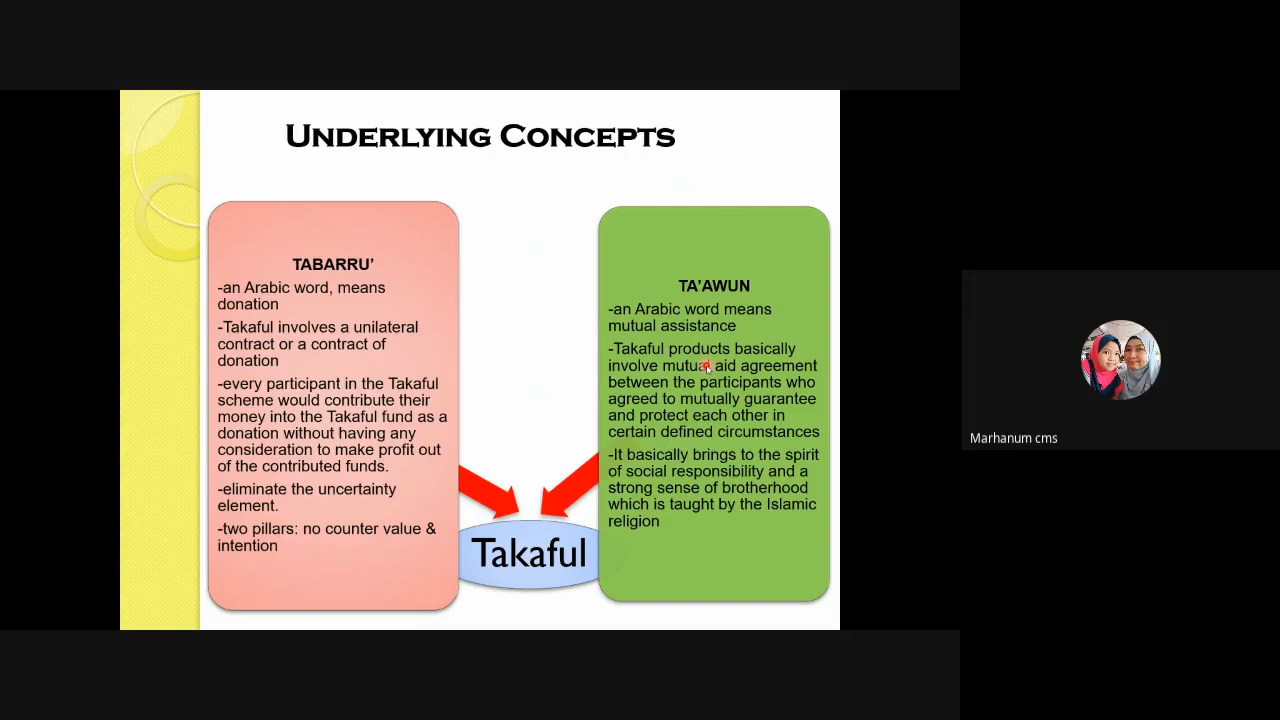 UNDERLYING CONCEPTS
TABARRU’
-an Arabic word, means
donation
-Takaful involves a unilateral
contract or a contract of
donation
-every participant in the Takaful
scheme would contribute their
money into the Takaful fund as a
donation without having any
consideration to make profit out
of the contributed funds.
-eliminate the uncertainty
element.
-two pillars: no counter value &
intention
TA’AWUN
-an Arabic word means
mutual assistance
-Takaful products basically
involve mutual aid agreement
between the participants who
agreed to mutually guarantee
and protect each other in
certain defined circumstances
-It basically brings to the spirit
of social responsibility and a
strong sense of brotherhood
which is taught by the Islamic
religion
Takaful
Marhanum cms